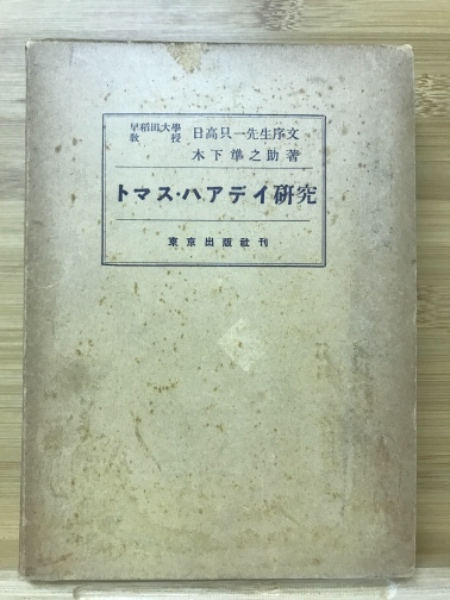 早稲田大學
教授 日高只一先生序文
木下準之助著
トマス・ハアデイ研究
東京出版社刊